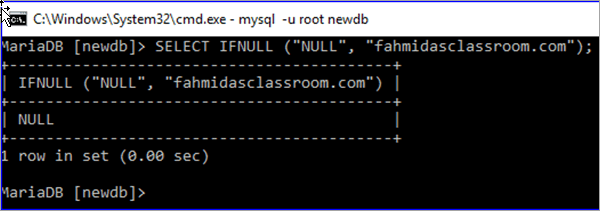 C:\Windows\System32\cmd.exe - mysql -u root newdb
MariaDB [newdb]> SELECT IFNULL ("NULL", "fahmidasclassroom.com");
+-----------------------------------------+
| IFNULL ("NULL", "fahmidasclassroom.com") |
+-----------------------------------------+
| NULL |
+-----------------------------------------+
1 row in set (0.00 sec)
MariaDB [newdb]>